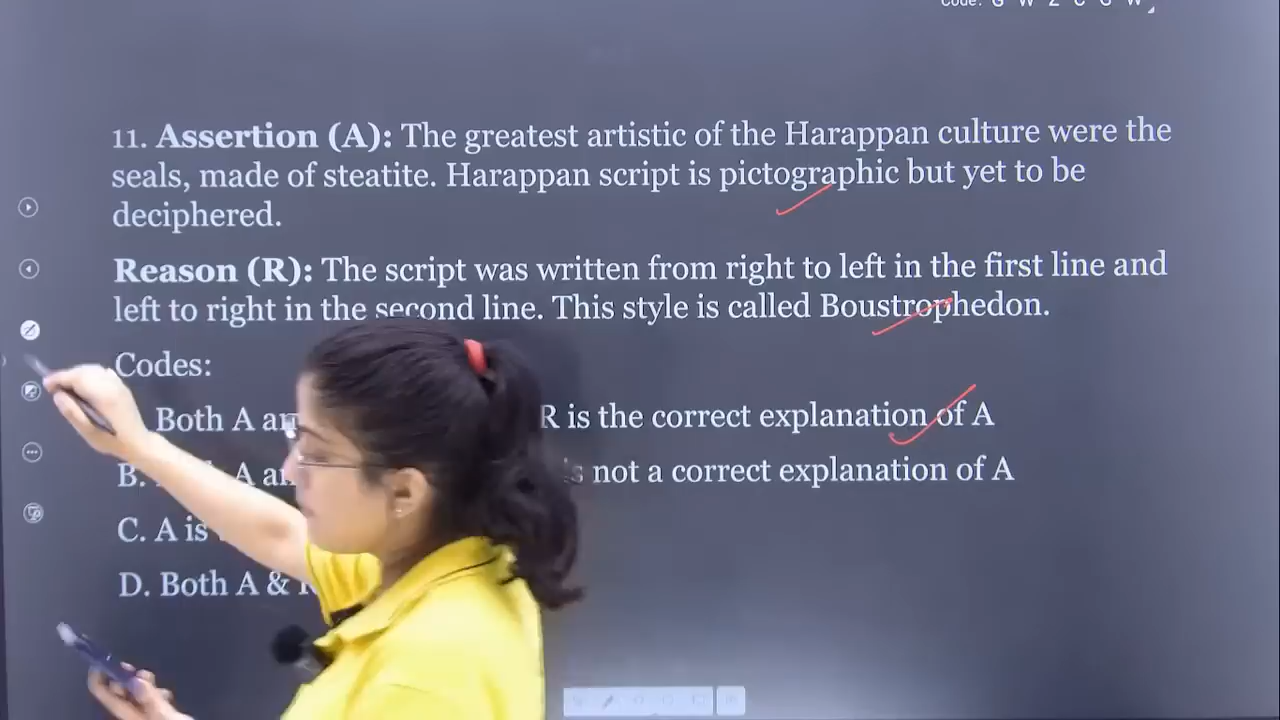 Code: G W Z C G W
11. Assertion (A): The greatest artistic of the Harappan culture were the
seals, made of steatite. Harappan script is pictographic but yet to be
deciphered.
Reason (R): The script was written from right to left in the first line and
left to right in the second line. This style is called Boustrophedon.
Codes:
Both A R is the correct explanation of A
B. A not a correct explanation of A
C. A is
D. Both A &